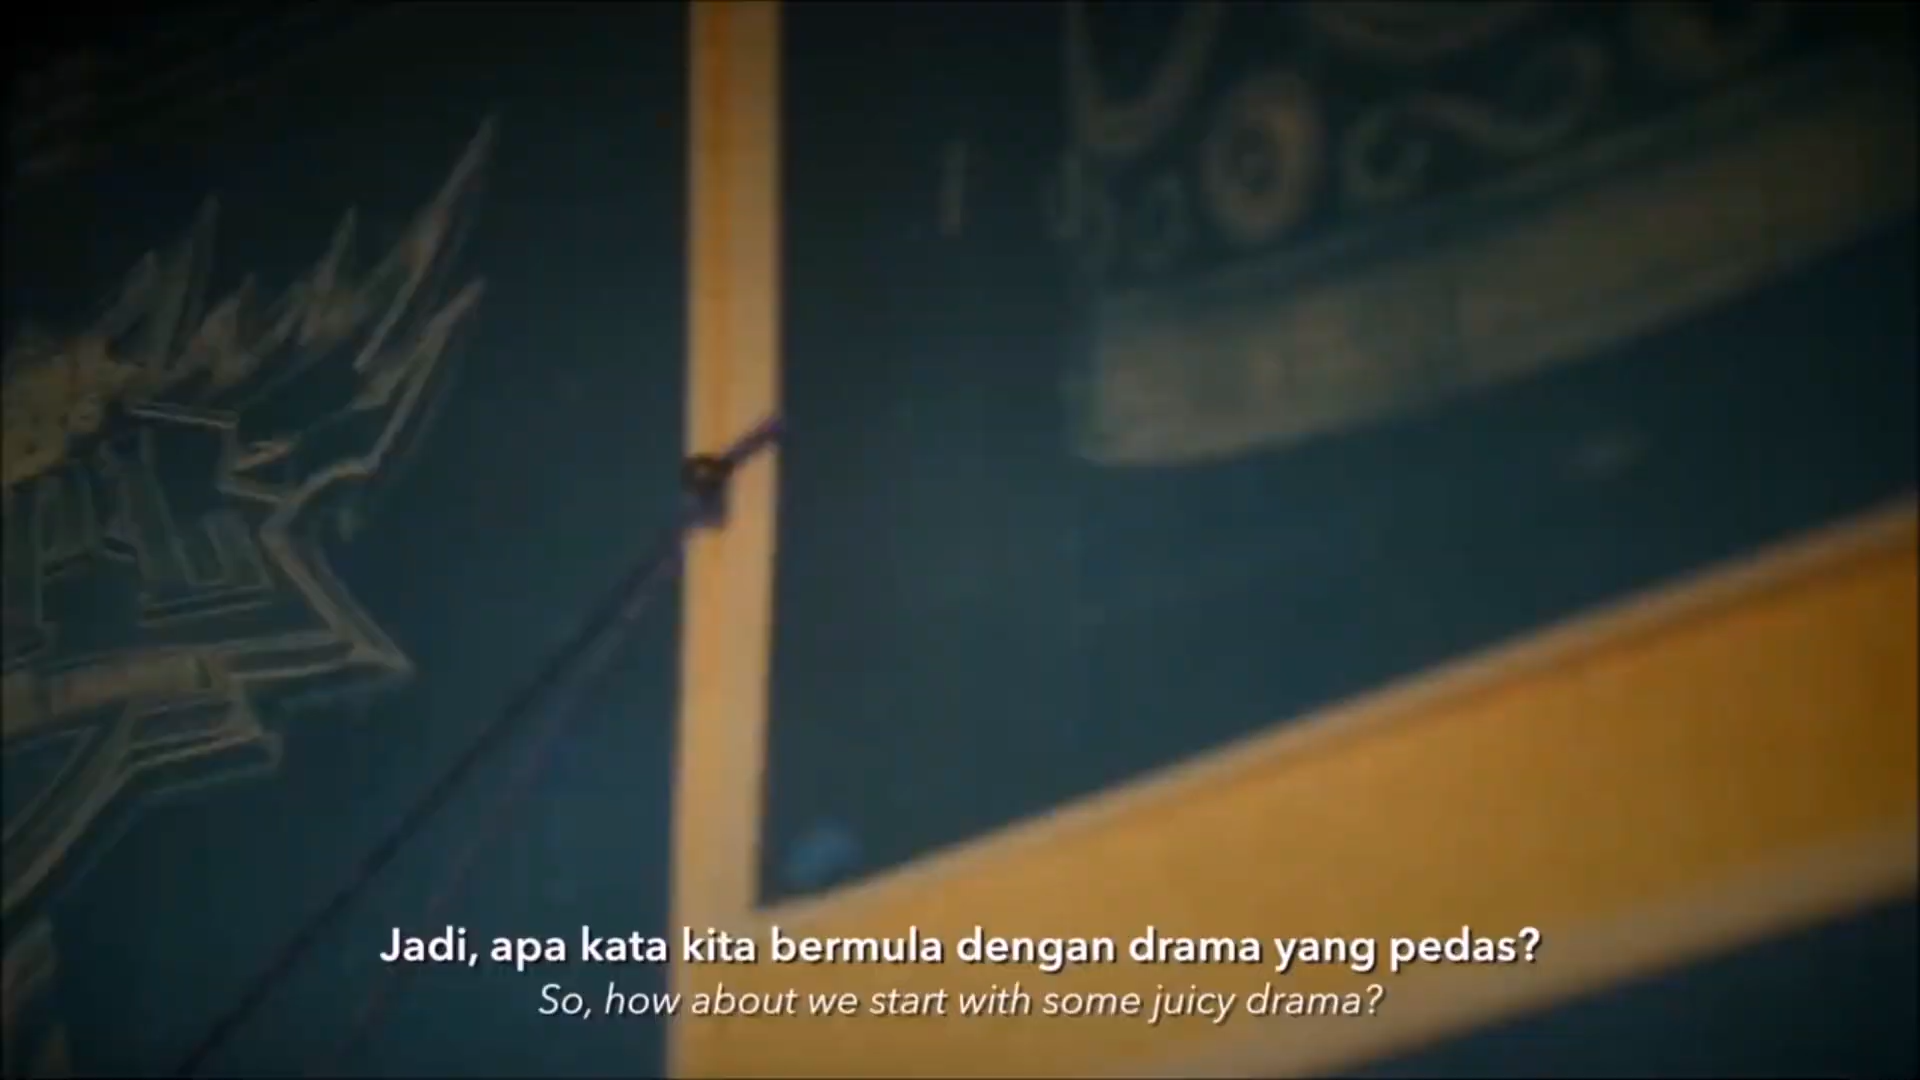 Jadi, apa kata kita bermula dengan drama yang pedas?
So, how about we start with some juicy drama?